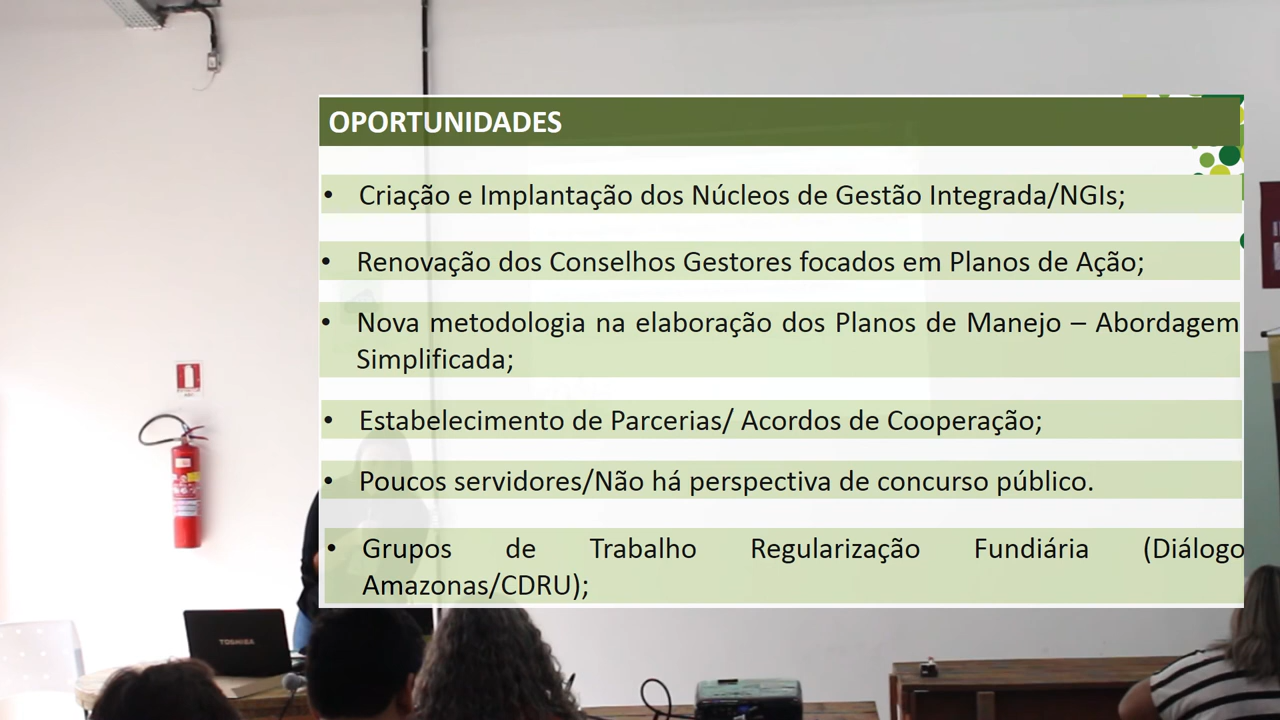 OPORTUNIDADES
• Criação e Implantação dos Núcleos de Gestão Integrada/NGIs;
• Renovação dos Conselhos Gestores focados em Planos de Ação;
• Nova metodologia na elaboração dos Planos de Manejo – Abordagem
Simplificada;
• Estabelecimento de Parcerias/ Acordos de Cooperação;
• Poucos servidores/Não há perspectiva de concurso público.
• Grupos de Trabalho Regularização Fundiária (Diálogo
Amazonas/CDRU);
TOSHIBA